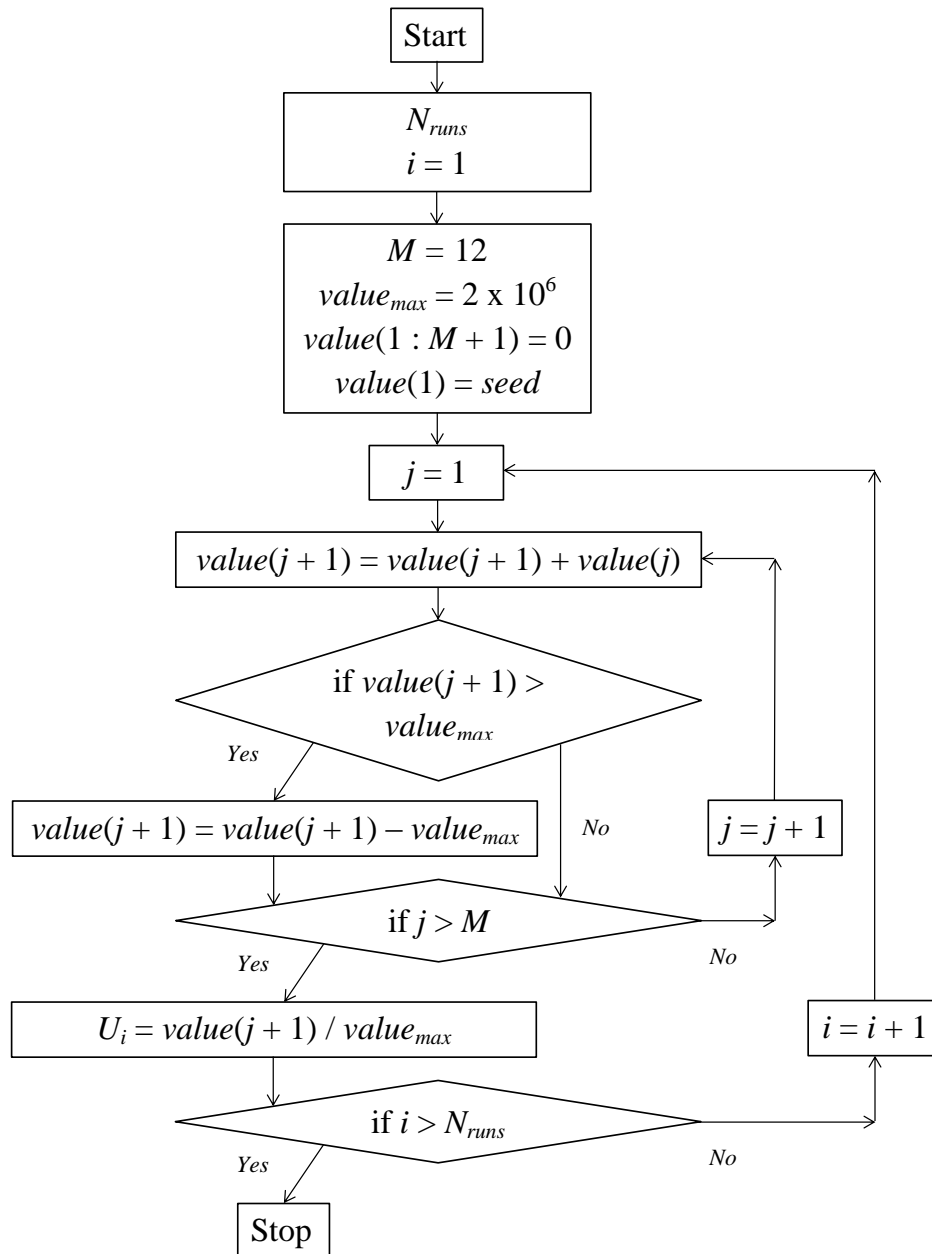 Start
N_runs
i = 1
M = 12
value_max = 2 x 10^6
value(1 : M + 1) = 0
value(1) = seed
j = 1
value(j + 1) = value(j + 1) + value(j)
if value(j + 1) >
value_max
Yes
No
value(j + 1) = value(j + 1) – value_max
j = j + 1
if j > M
Yes
No
U_i = value(j + 1) / value_max
i = i + 1
if i > N_runs
Yes
No
Stop